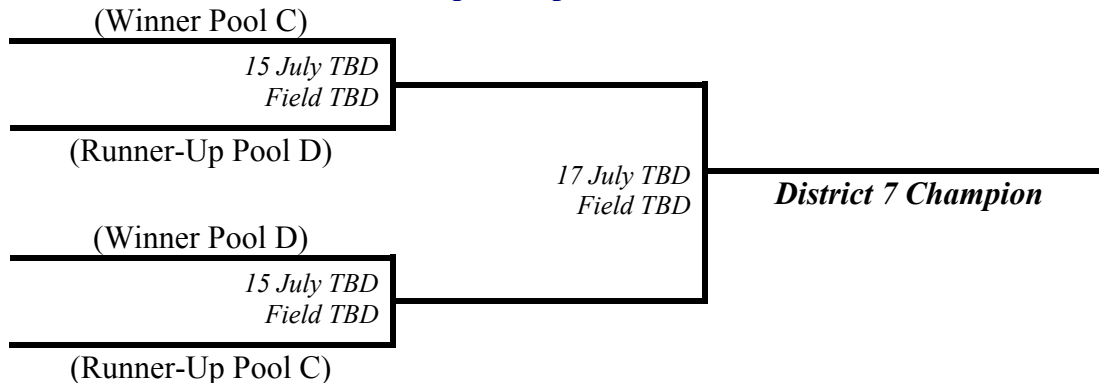 (Winner Pool C)
15 July TBD
Field TBD
(Runner-Up Pool D)
17 July TBD
Field TBD
District 7 Champion
(Winner Pool D)
15 July TBD
Field TBD
(Runner-Up Pool C)